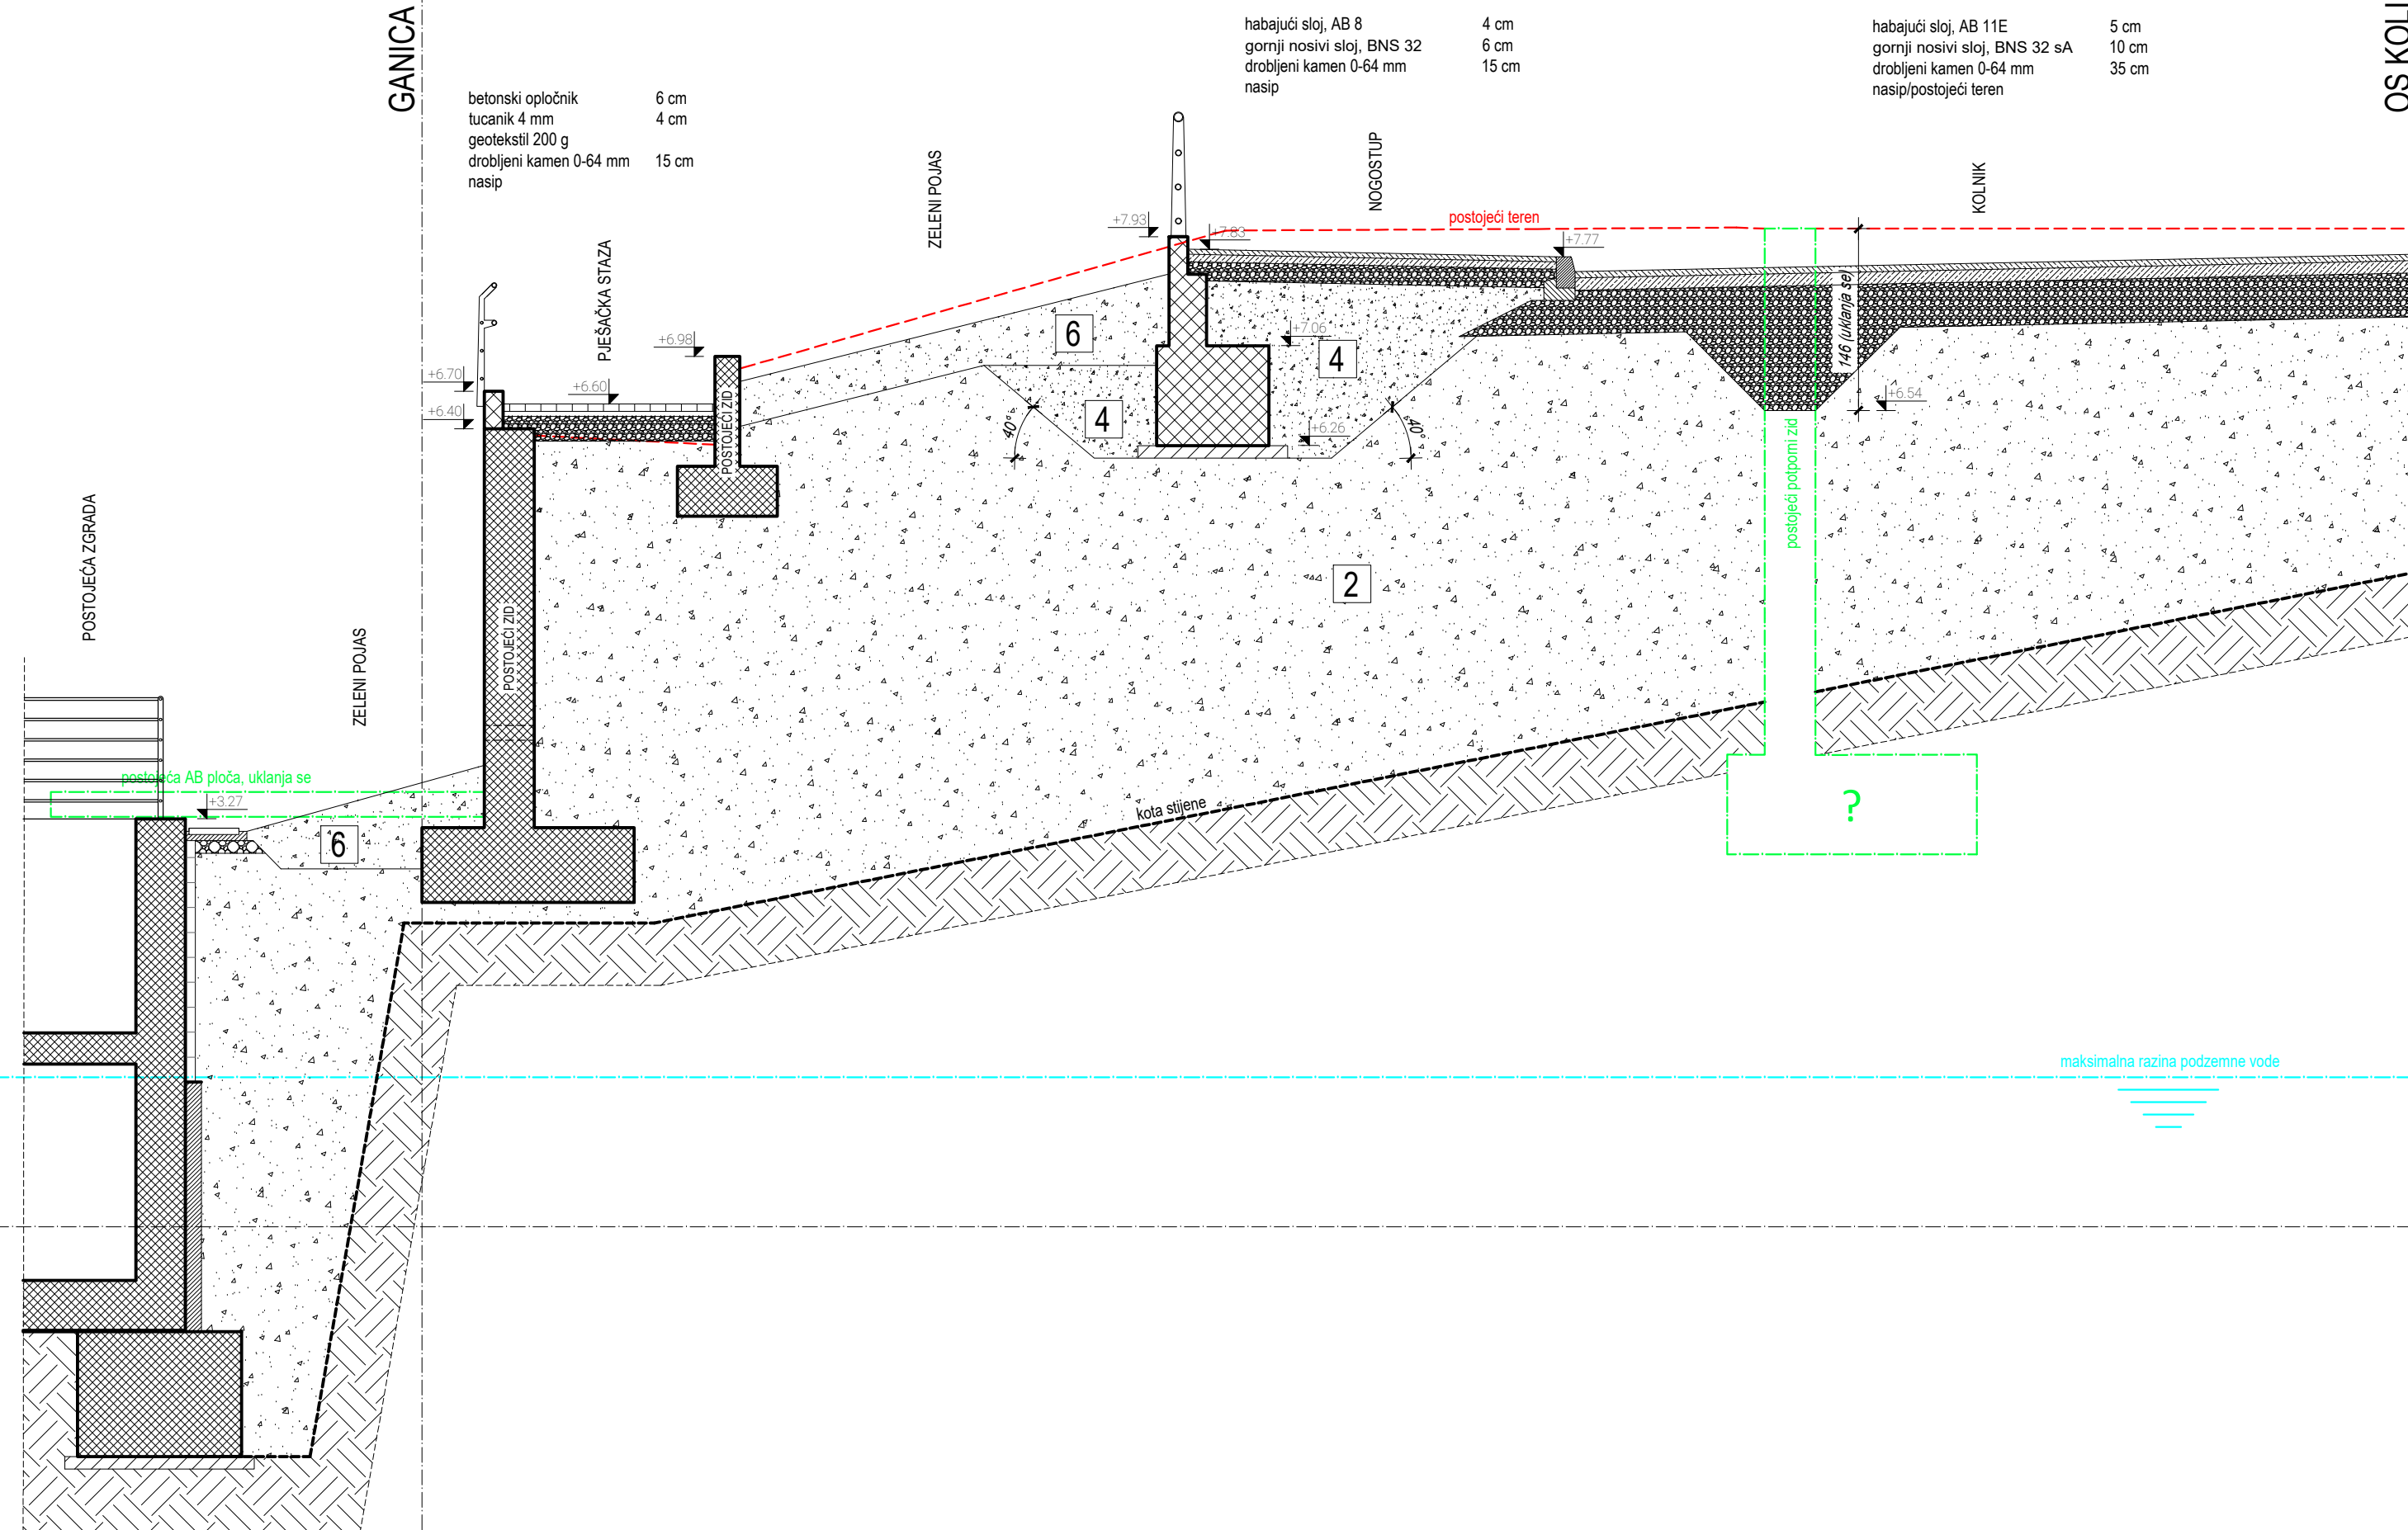 GANICA
betonski opločnik 6 cm
tucanik 4 mm 4 cm
geotekstil 200 g
drobljeni kamen 0-64 mm 15 cm
nasip
habajući sloj, AB 8 4 cm
gornji nosivi sloj, BNS 32 6 cm
drobljeni kamen 0-64 mm 15 cm
nasip
habajući sloj, AB 11E 5 cm
gornji nosivi sloj, BNS 32 sA 10 cm
drobljeni kamen 0-64 mm 35 cm
nasip/postojeći teren
OS KOLI
ZELENI POJAS
NOGOSTUP
KOLNIK
PJEŠAČKA STAZA
postojeći teren
+7.93
+7.83
+7.77
+6.98
+7.06
+6.70
+6.60
+6.40
+6.54
+6.26
146 (uklanja se)
6
4
4
40°
40°
POSTOJEĆI ZID
postojeći potporni zid
POSTOJEĆA ZGRADA
ZELENI POJAS
POSTOJEĆI ZID
2
postojeća AB ploča, uklanja se
+3.27
6
kota stijene
?
maksimalna razina podzemne vode